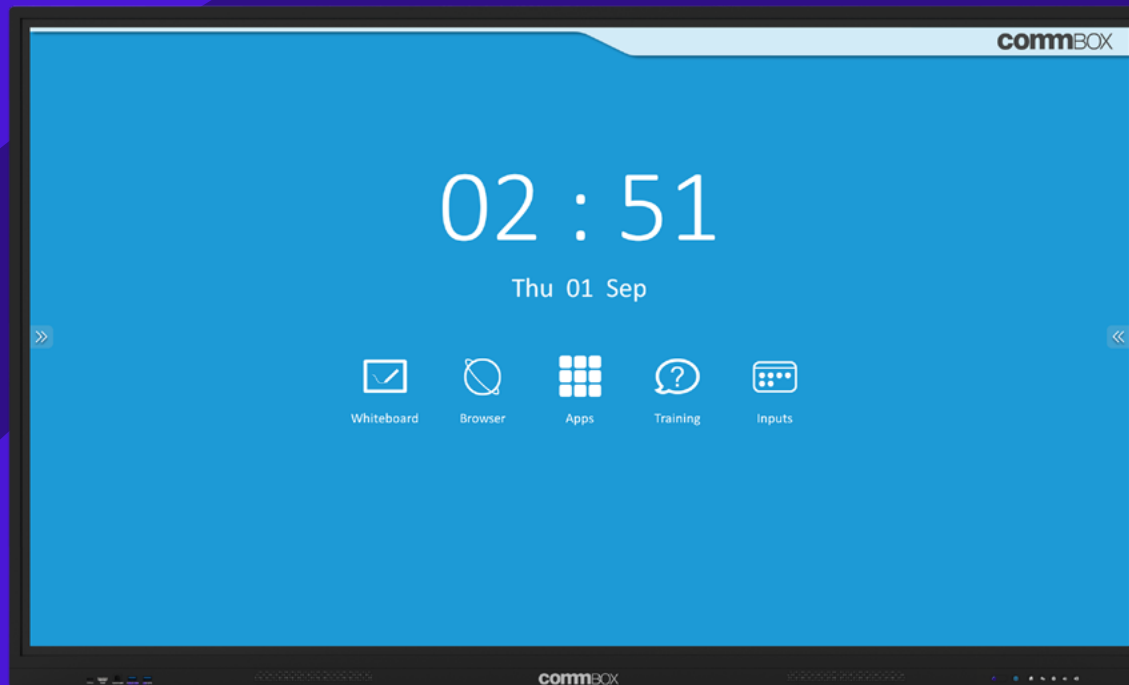 commBOX
02 : 51
Thu 01 Sep
Whiteboard
Browser
Apps
Training
Inputs
commBOX